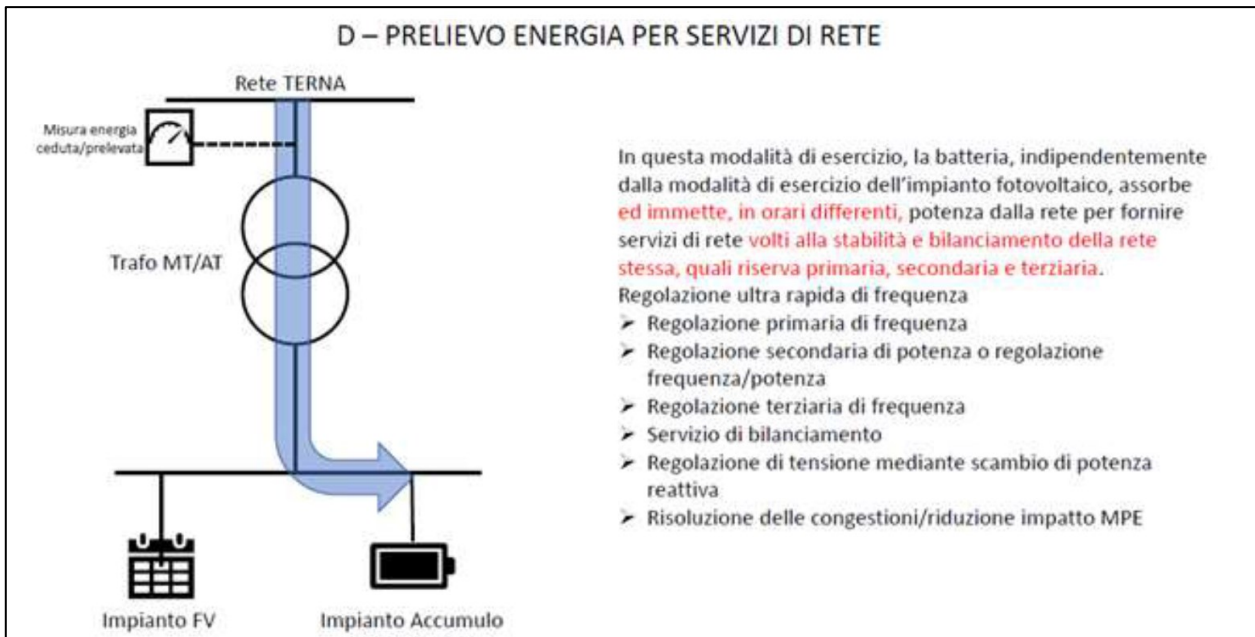 D – PRELIEVO ENERGIA PER SERVIZI DI RETE
Rete TERNA
Misura energia
ceduta/prelevata
Trafo MT/AT
Impianto FV
Impianto Accumulo
In questa modalità di esercizio, la batteria, indipendentemente
dalla modalità di esercizio dell'impianto fotovoltaico, assorbe
ed immette, in orari differenti, potenza dalla rete per fornire
servizi di rete volti alla stabilità e bilanciamento della rete
stessa, quali riserva primaria, secondaria e terziaria.
Regolazione ultra rapida di frequenza
➢ Regolazione primaria di frequenza
➢ Regolazione secondaria di potenza o regolazione
frequenza/potenza
➢ Regolazione terziaria di frequenza
➢ Servizio di bilanciamento
➢ Regolazione di tensione mediante scambio di potenza
reattiva
➢ Risoluzione delle congestioni/riduzione impatto MPE